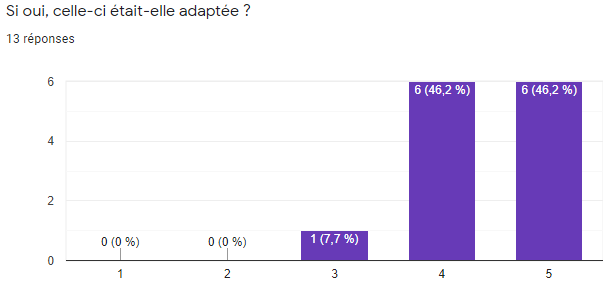 Si oui, celle-ci était-elle adaptée ?
13 réponses
6
4
2
0
0 (0 %)
0 (0 %)
1 (7,7 %)
6 (46,2 %)
6 (46,2 %)
1
2
3
4
5